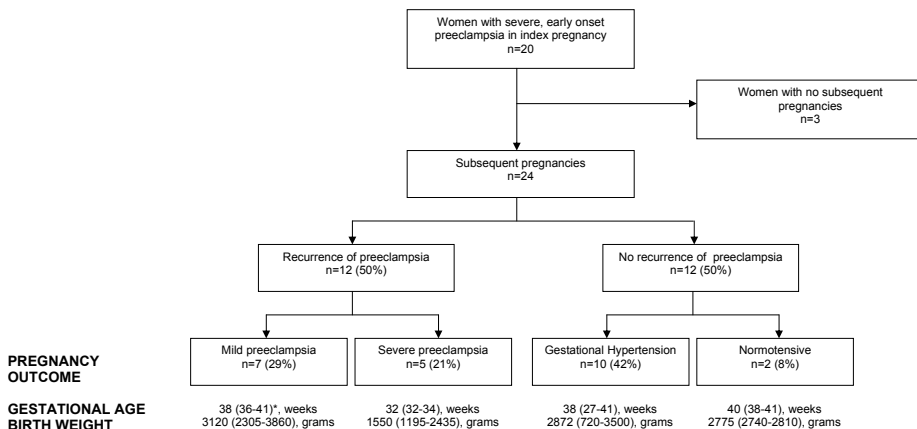 Women with severe, early onset
preeclampsia in index pregnancy
n=20
Women with no subsequent
pregnancies
n=3
Subsequent pregnancies
n=24
Recurrence of preeclampsia
n=12 (50%)
No recurrence of preeclampsia
n=12 (50%)
PREGNANCY
OUTCOME
Mild preeclampsia
n=7 (29%)
Severe preeclampsia
n=5 (21%)
Gestational Hypertension
n=10 (42%)
Normotensive
n=2 (8%)
GESTATIONAL AGE
BIRTH WEIGHT
38 (36-41)*, weeks
3120 (2305-3860), grams
32 (32-34), weeks
1550 (1195-2435), grams
38 (27-41), weeks
2872 (720-3500), grams
40 (38-41), weeks
2775 (2740-2810), grams